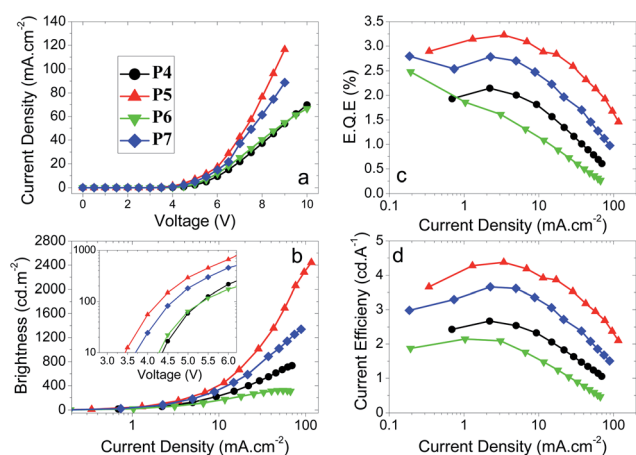 140
120
100
80
60
40
20
0
Current Density (mA.cm-2)
P4
P5
P6
P7
a
0 2 4 6 8 10
Voltage (V)
3.5
3.0
2.5
2.0
1.5
1.0
0.5
0.0
E.Q.E (%)
c
0.1 1 10 100
Current Density (mA.cm-2)
2800
2400
2000
1600
1200
800
400
0
Brightness (cd.m-2)
b
1000
100
10
3.0 3.5 4.0 4.5 5.0 5.5 6.0
Voltage (V)
1 10 100
Current Density (mA.cm-2)
5
4
3
2
1
0
Current Efficieny (cd.A-1)
d
0.1 1 10 100
Current Density (mA.cm-2)